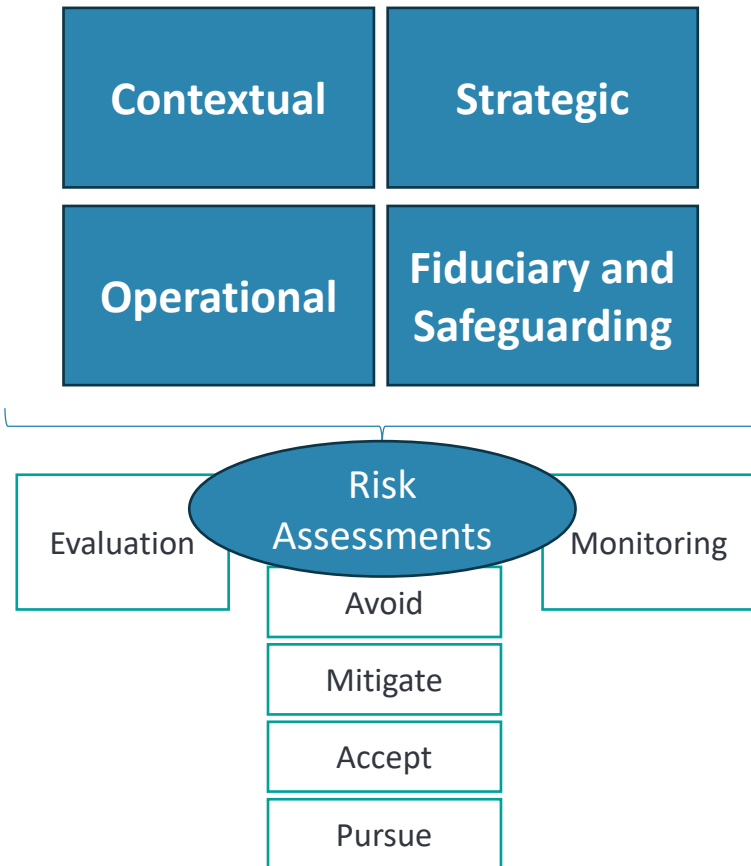 Contextual
Strategic
Operational
Fiduciary and
Safeguarding
Risk
Assessments
Evaluation
Monitoring
Avoid
Mitigate
Accept
Pursue